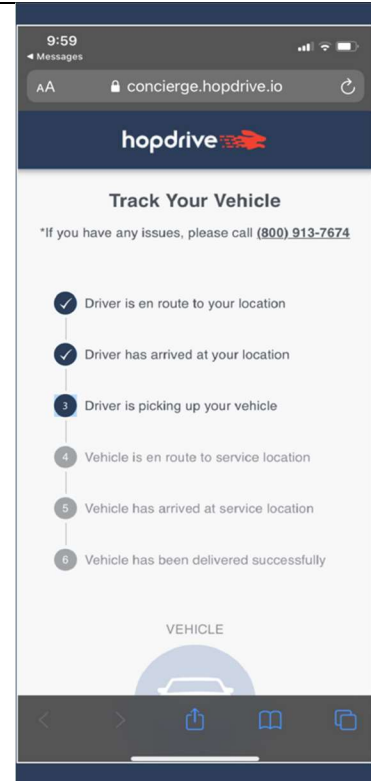 9:59
◀ Messages
AA concierge.hopdrive.io
hopdrive
Track Your Vehicle
*If you have any issues, please call (800) 913-7674
Driver is en route to your location
Driver has arrived at your location
3 Driver is picking up your vehicle
4 Vehicle is en route to service location
5 Vehicle has arrived at service location
6 Vehicle has been delivered successfully
VEHICLE